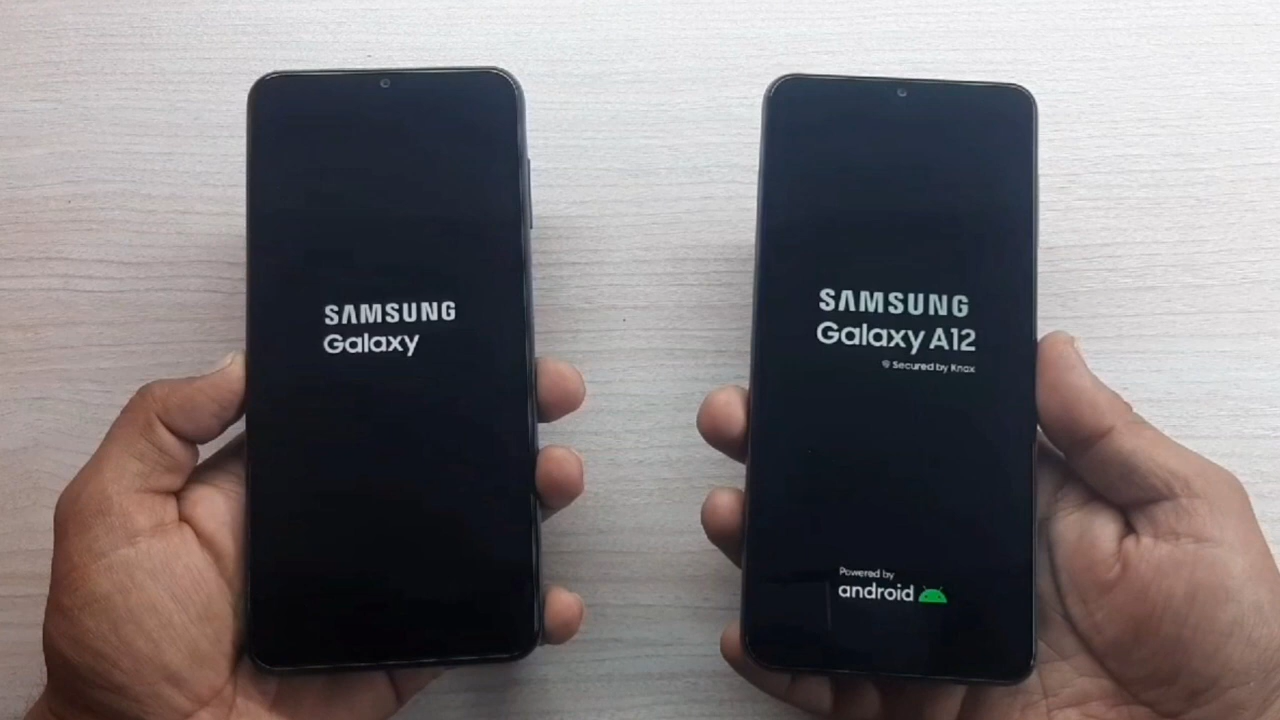 SAMSUNG
Galaxy
SAMSUNG
Galaxy A12
Secured by Knox
Powered by
android